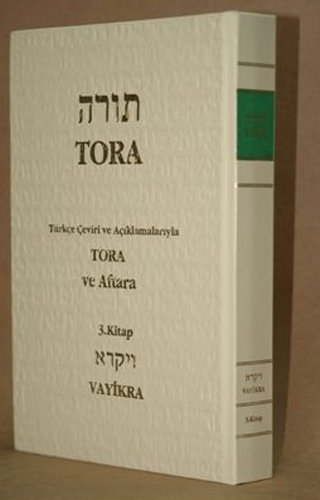 תורה
TORA
Türkçe Çeviri ve Açıklamalarıyla
TORA
ve Aftara
3.Kitap
ויקרא
VAYİKRA
תורה
TORA
ויקרא
VAYİKRA
3.Kitap